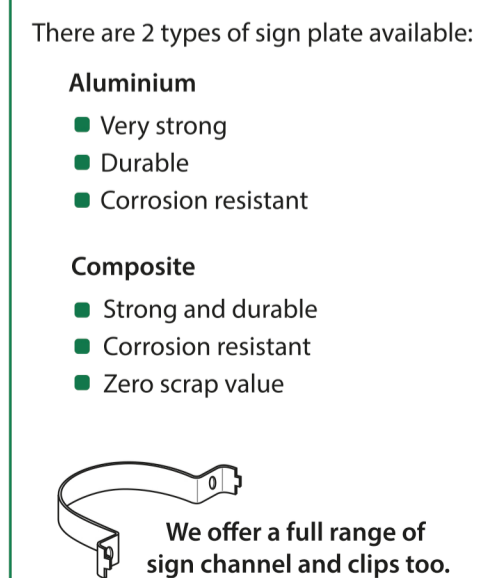 There are 2 types of sign plate available:
Aluminium
Very strong
Durable
Corrosion resistant
Composite
Strong and durable
Corrosion resistant
Zero scrap value
We offer a full range of
sign channel and clips too.